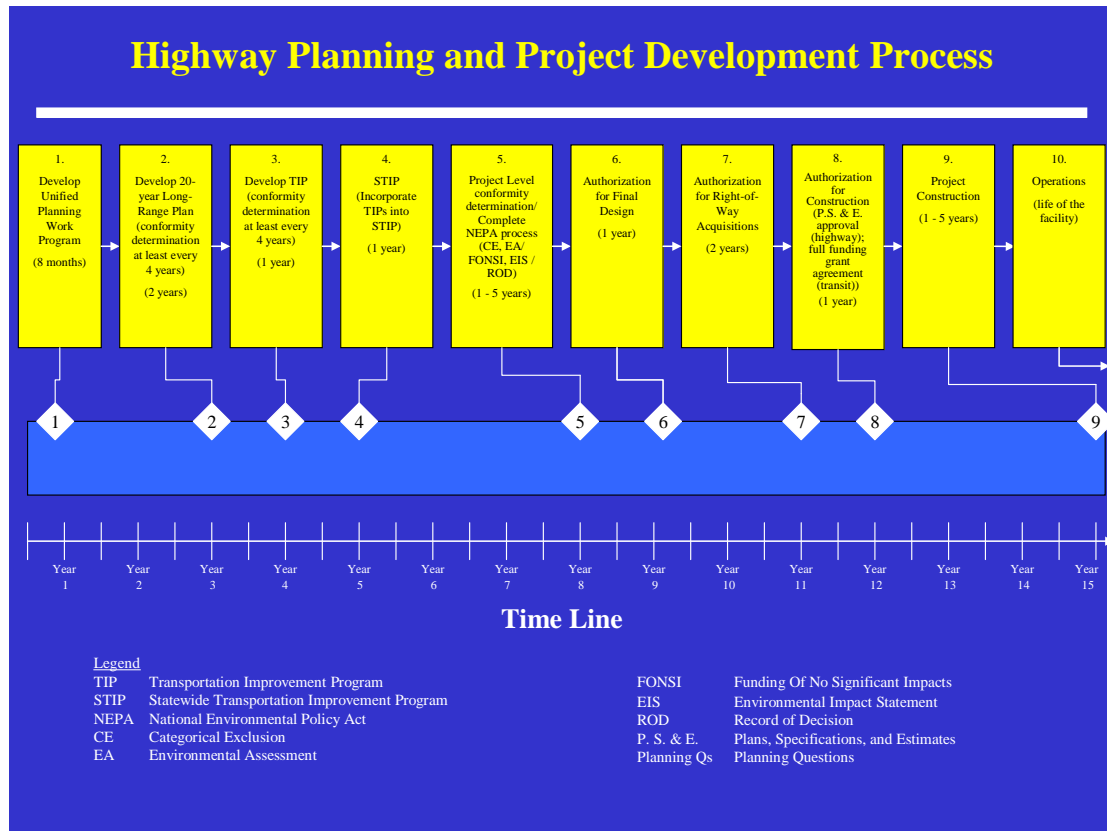 Highway Planning and Project Development Process
1.
Develop
Unified
Planning
Work
Program
(8 months)
2.
Develop 20-
year Long-
Range Plan
(conformity
determination
at least every
4 years)
(2 years)
3.
Develop TIP
(conformity
determination
at least every
4 years)
(1 year)
4.
STIP
(Incorporate
TIPs into
STIP)
(1 year)
5.
Project Level
conformity
determination/
Complete
NEPA process
(CE, EA/
FONSI, EIS /
ROD)
(1 - 5 years)
6.
Authorization
for Final
Design
(1 year)
7.
Authorization
for Right-of-
Way
Acquisitions
(2 years)
8.
Authorization
for
Construction
(P.S. & E.
approval
(highway);
full funding
grant
agreement
(transit))
(1 year)
9.
Project
Construction
(1 - 5 years)
10.
Operations
(life of the
facility)
1 2 3 4 5 6 7 8 9
Year Year Year Year Year Year Year Year Year Year Year Year Year Year Year
1 2 3 4 5 6 7 8 9 10 11 12 13 14 15
Time Line
Legend
TIP Transportation Improvement Program
STIP Statewide Transportation Improvement Program
NEPA National Environmental Policy Act
CE Categorical Exclusion
EA Environmental Assessment
FONSI Funding Of No Significant Impacts
EIS Environmental Impact Statement
ROD Record of Decision
P. S. & E. Plans, Specifications, and Estimates
Planning Qs Planning Questions